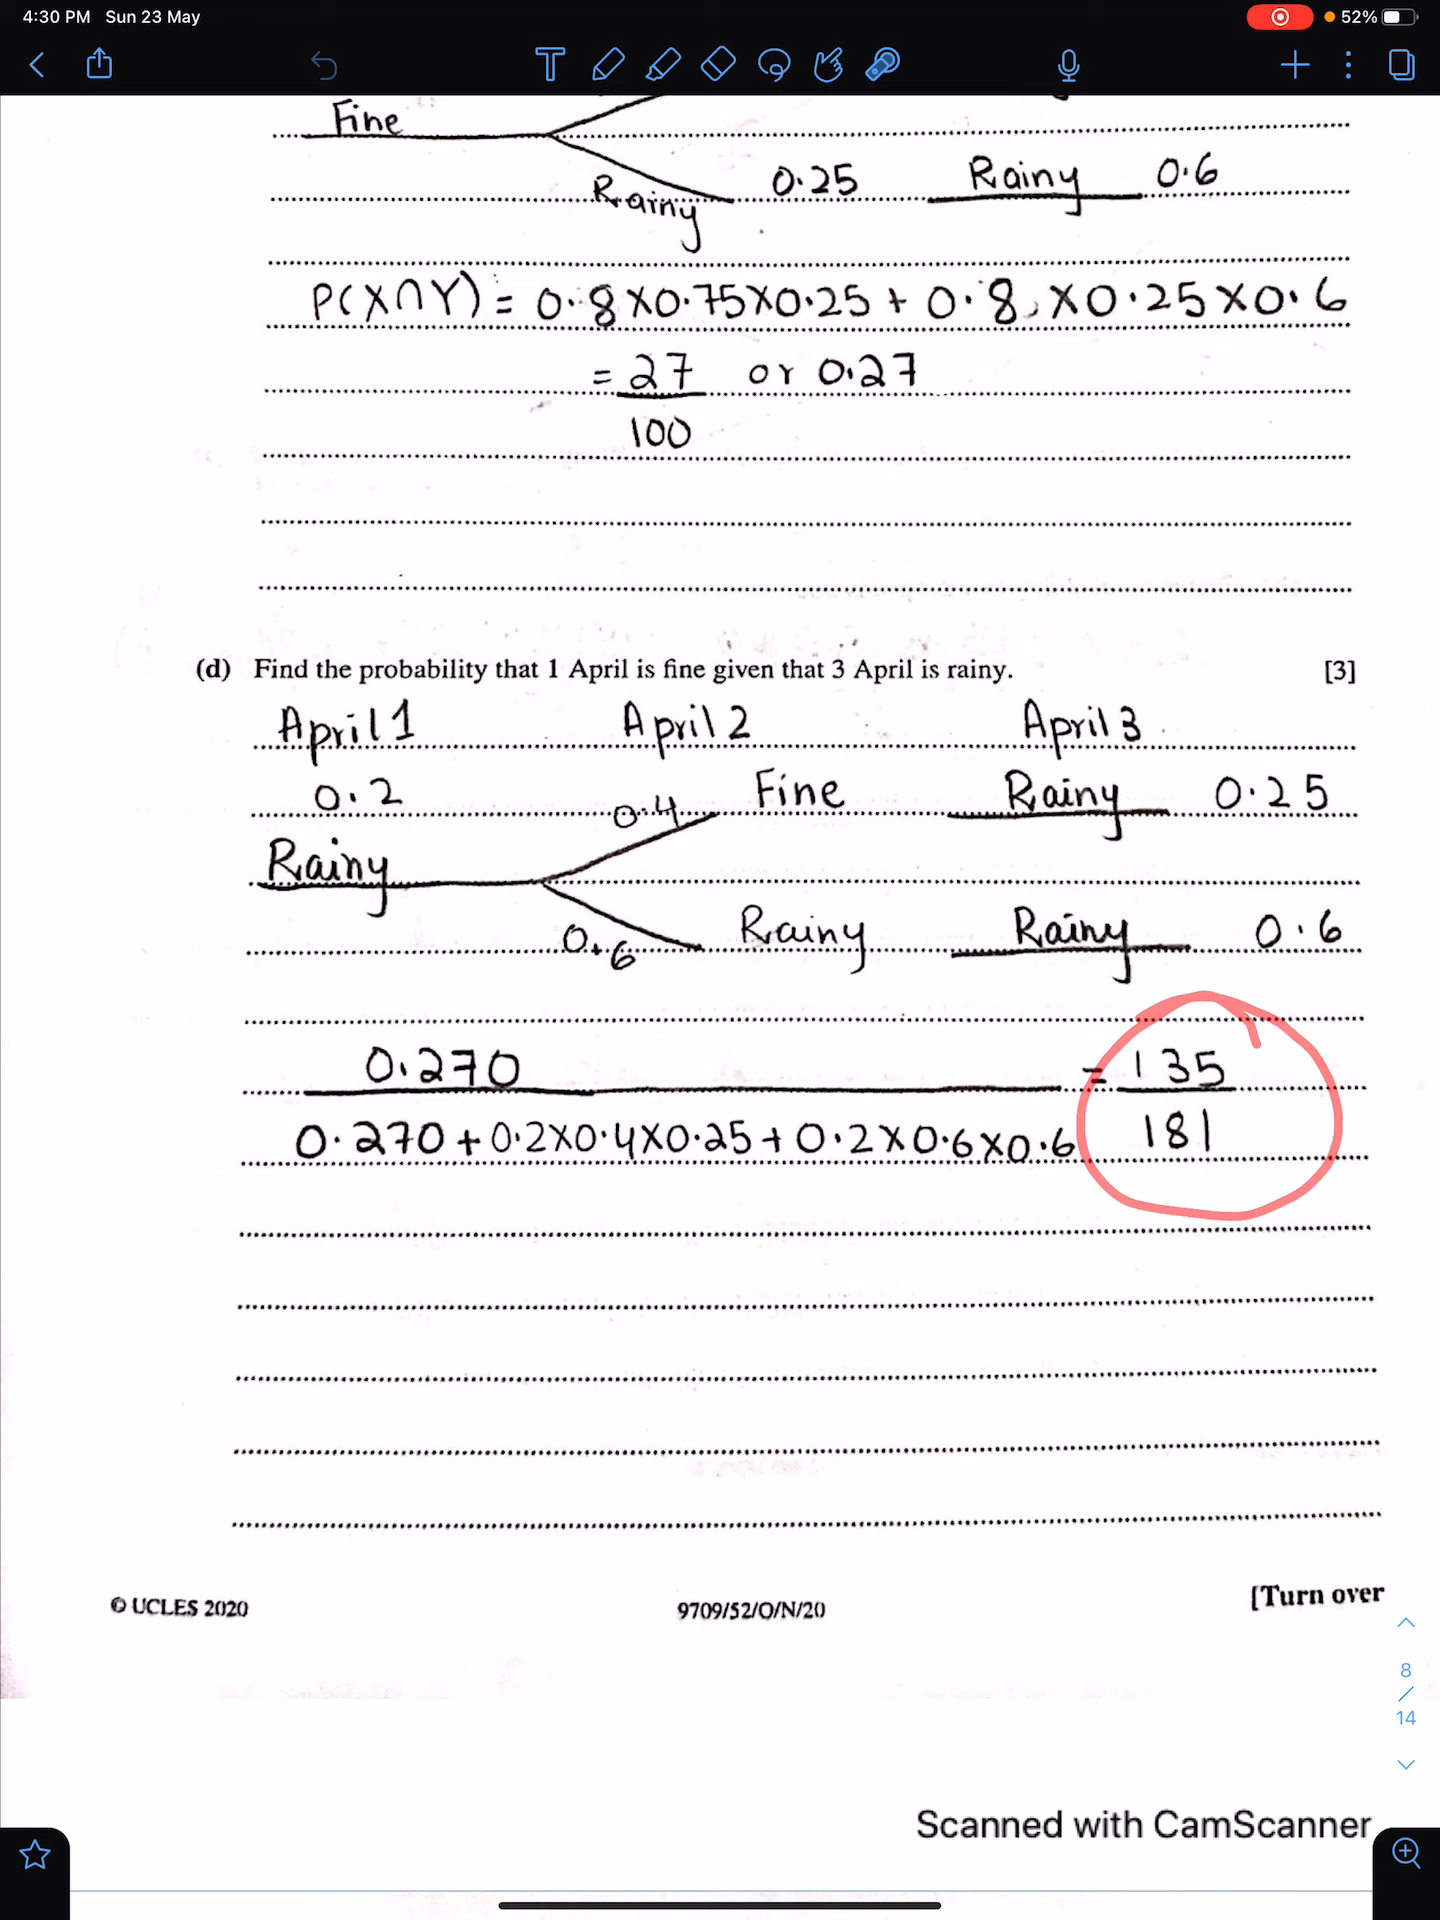 4:30 PM Sun 23 May
52%
Fine
Rainy 0.25 Rainy 0.6
P(X∩Y) = 0.8×0.75×0.25 + 0.8×0.25×0.6
= 27 or 0.27
100
(d) Find the probability that 1 April is fine given that 3 April is rainy. [3]
April 1 April 2 April 3
0.2 0.4 Fine Rainy 0.25
Rainy
0.6 Rainy Rainy 0.6
0.270 = 135
0.270 + 0.2×0.4×0.25 + 0.2×0.6×0.6 181
© UCLES 2020 9709/52/O/N/20 [Turn over
8
/
14
Scanned with CamScanner